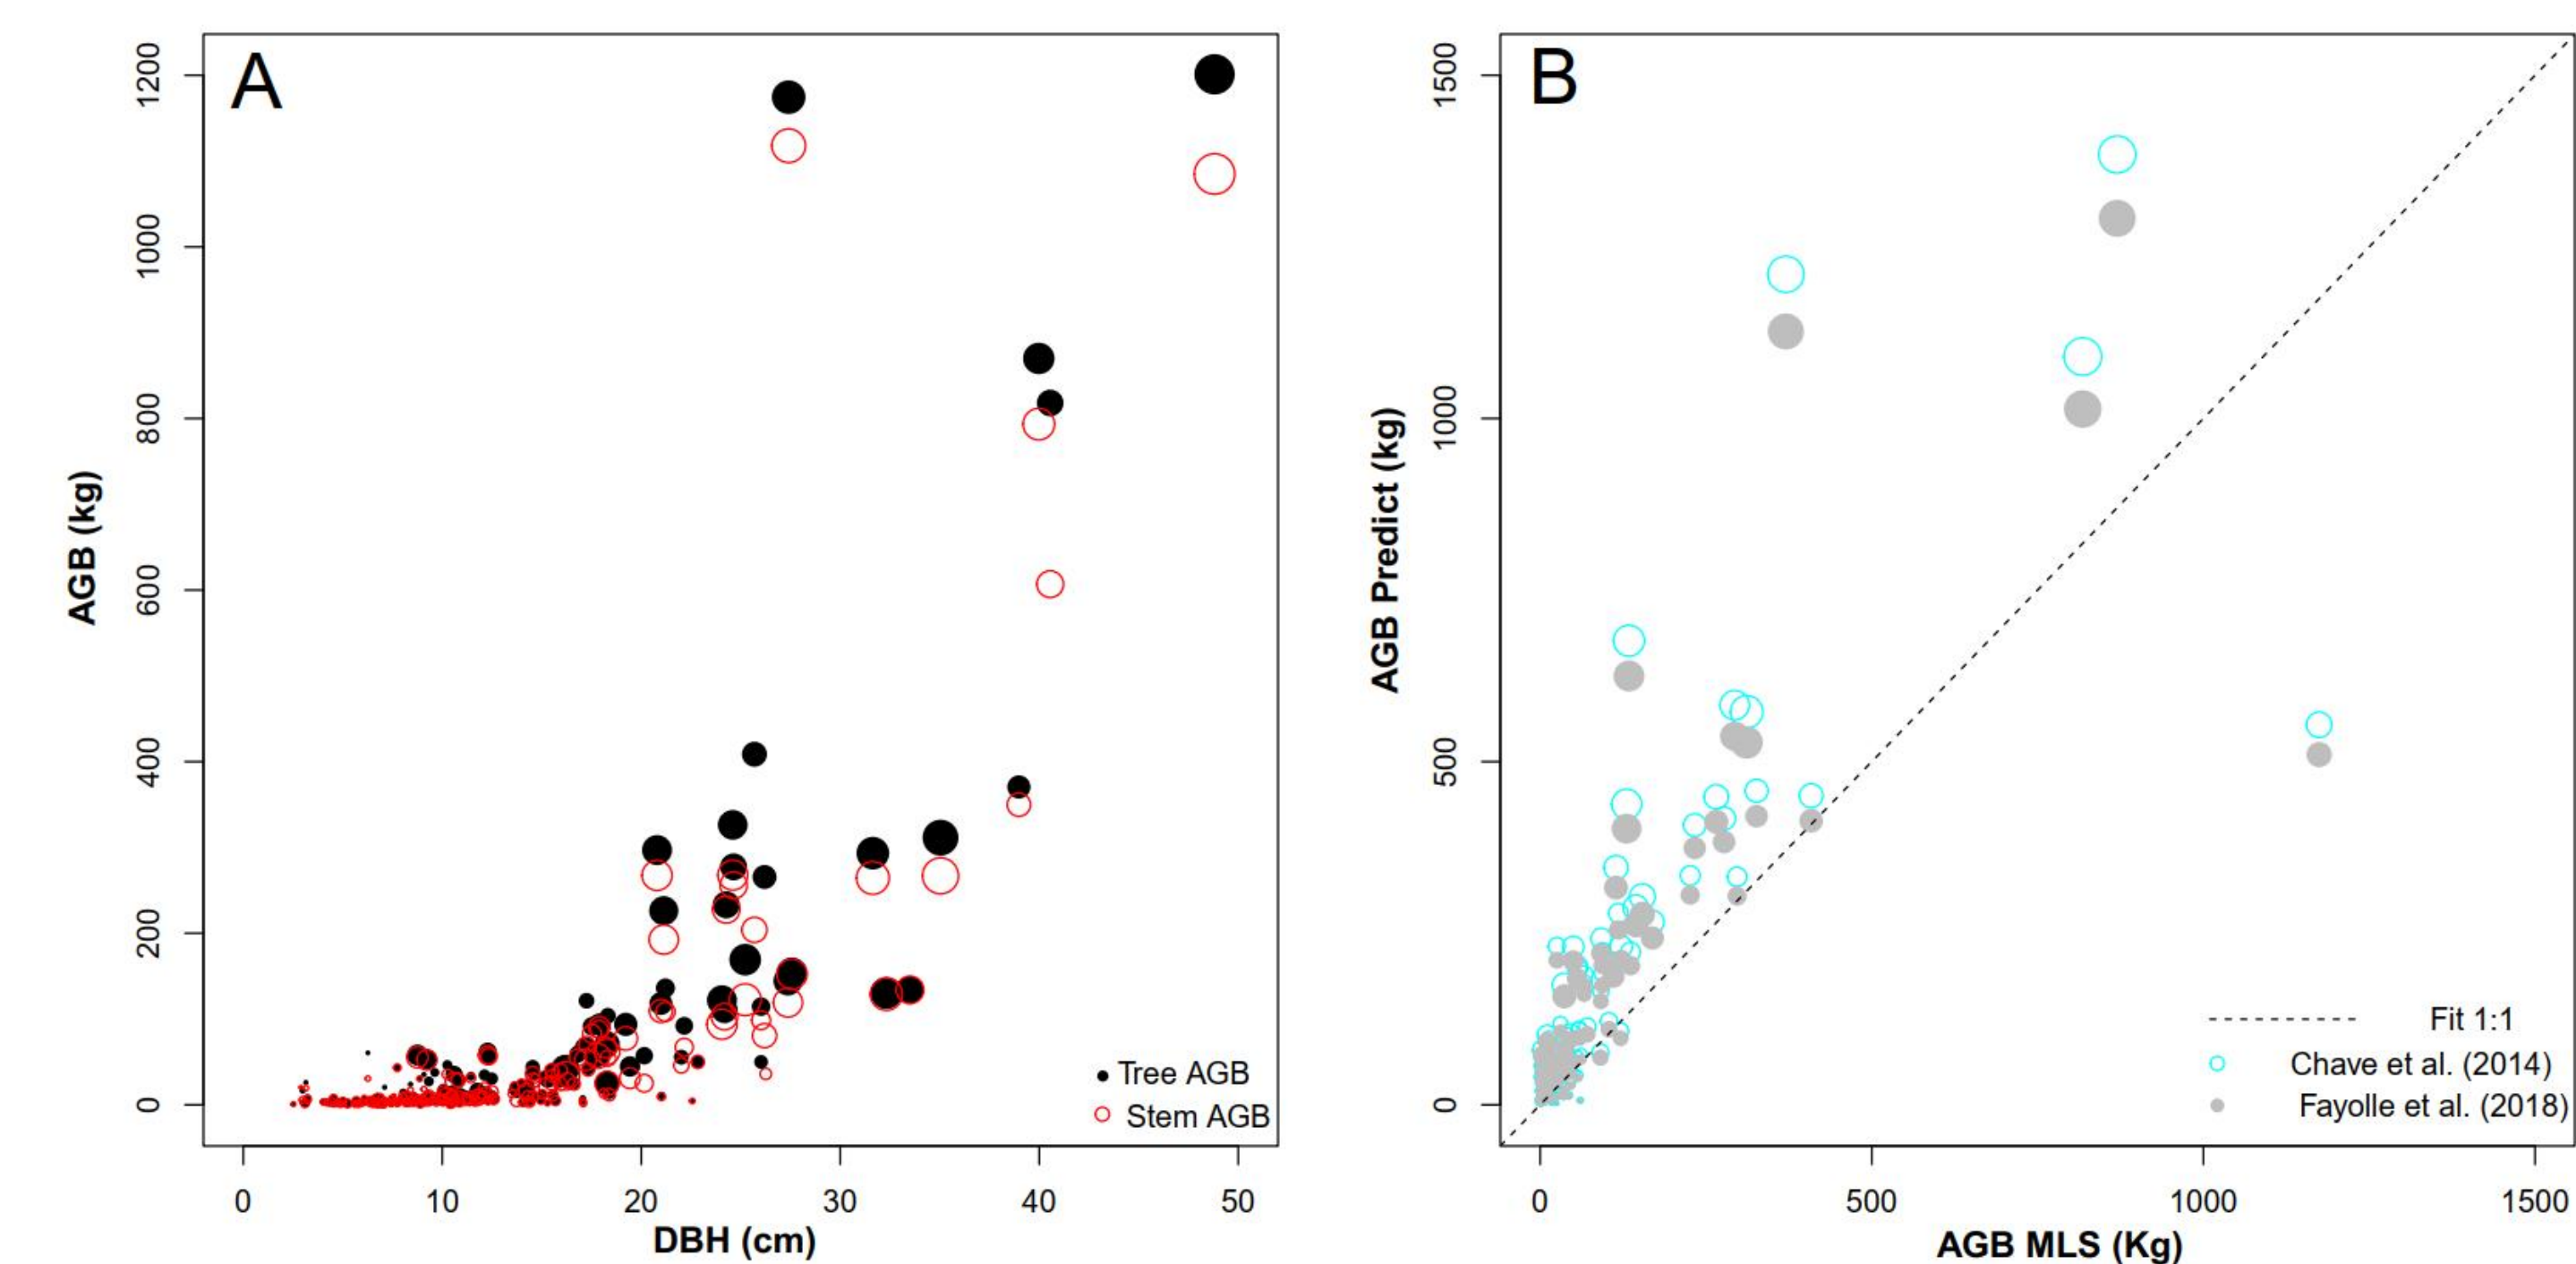 A
1200
1000
800
600
400
200
0
AGB (kg)
0 10 20 30 40 50
DBH (cm)
Tree AGB
Stem AGB
B
1500
1000
500
0
AGB Predict (kg)
0 500 1000 1500
AGB MLS (Kg)
Fit 1:1
Chave et al. (2014)
Fayolle et al. (2018)